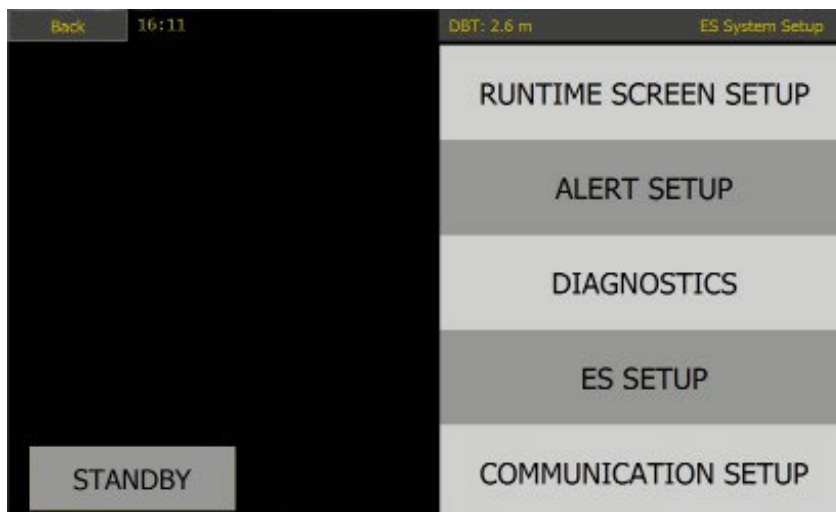 Back 16:11 DBT: 2.6 m ES System Setup
RUNTIME SCREEN SETUP
ALERT SETUP
DIAGNOSTICS
ES SETUP
STANDBY
COMMUNICATION SETUP